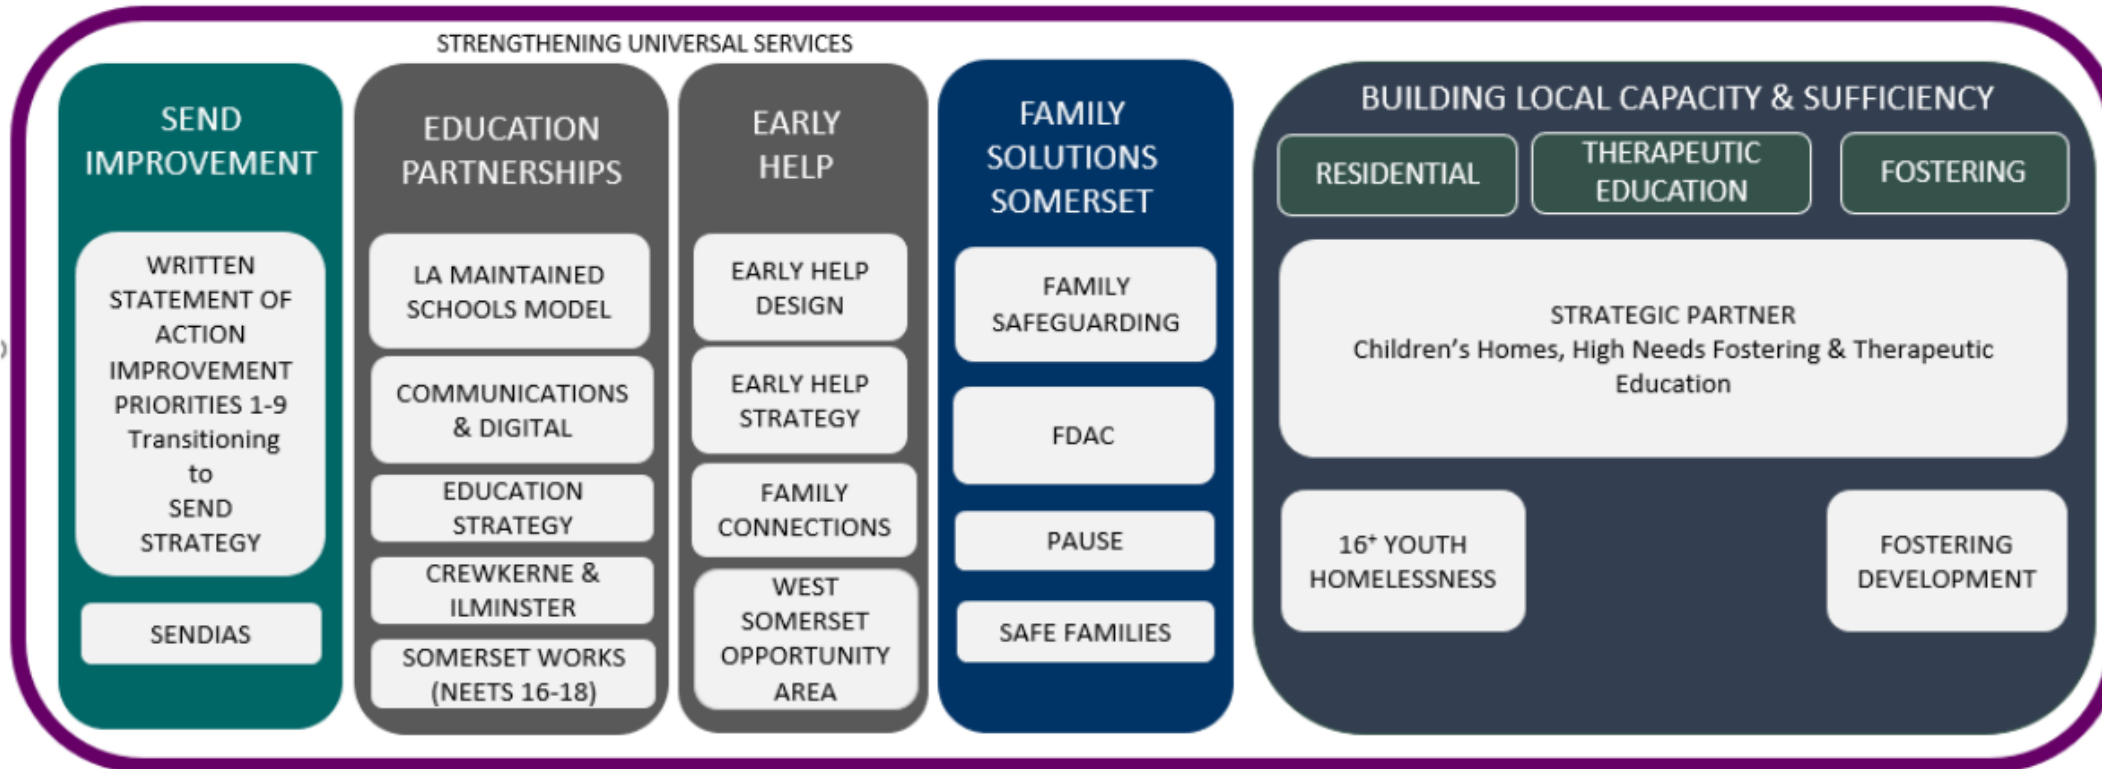 STRENGTHENING UNIVERSAL SERVICES
SEND
IMPROVEMENT
WRITTEN
STATEMENT OF
ACTION
IMPROVEMENT
PRIORITIES 1-9
Transitioning
to
SEND
STRATEGY
SENDIAS
EDUCATION
PARTNERSHIPS
LA MAINTAINED
SCHOOLS MODEL
COMMUNICATIONS
& DIGITAL
EDUCATION
STRATEGY
CREWKERNE &
ILMINSTER
SOMERSET WORKS
(NEETS 16-18)
EARLY
HELP
EARLY HELP
DESIGN
EARLY HELP
STRATEGY
FAMILY
CONNECTIONS
WEST
SOMERSET
OPPORTUNITY
AREA
FAMILY
SOLUTIONS
SOMERSET
FAMILY
SAFEGUARDING
FDAC
PAUSE
SAFE FAMILIES
BUILDING LOCAL CAPACITY & SUFFICIENCY
RESIDENTIAL
THERAPEUTIC
EDUCATION
FOSTERING
STRATEGIC PARTNER
Children’s Homes, High Needs Fostering & Therapeutic
Education
16⁺ YOUTH
HOMELESSNESS
FOSTERING
DEVELOPMENT